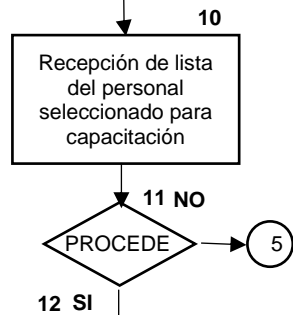 10
Recepción de lista
del personal
seleccionado para
capacitación
11 NO
PROCEDE
5
12 SI